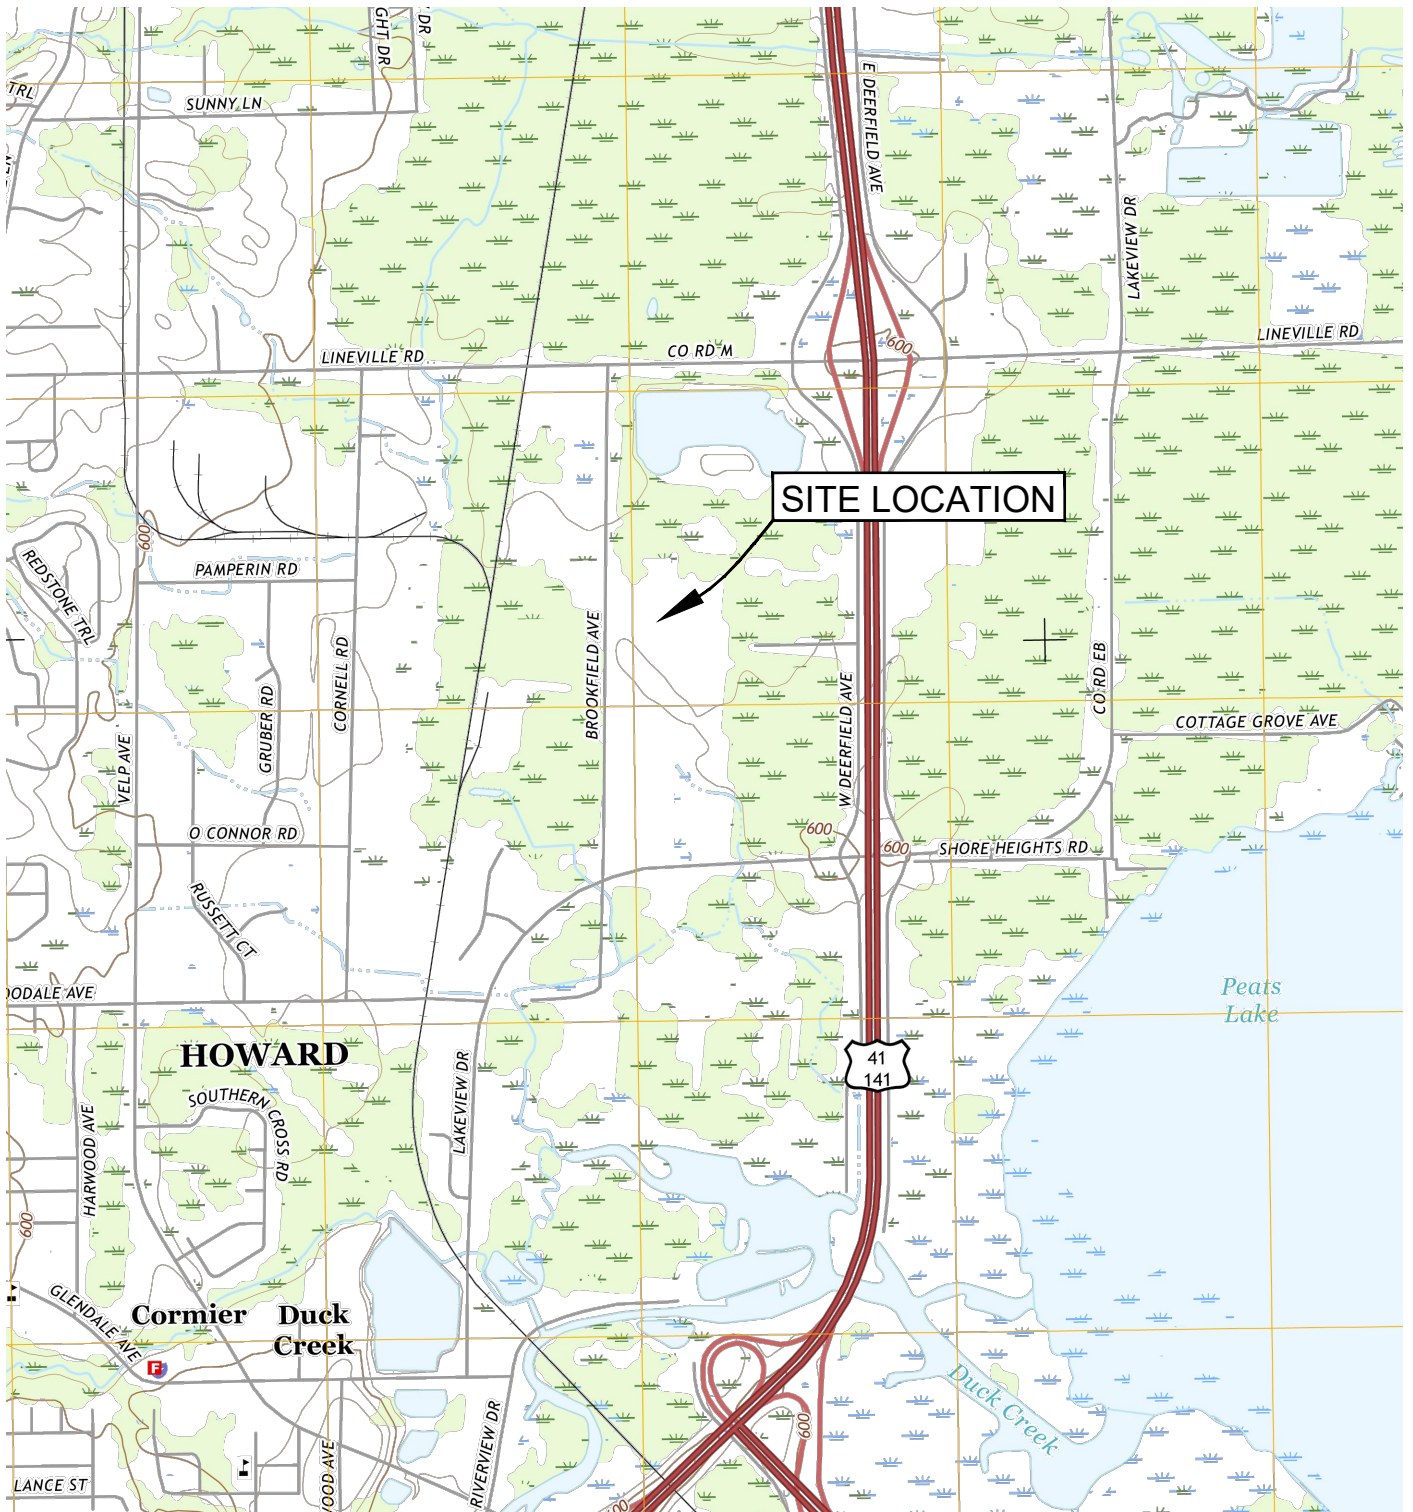 GHT DR
DR
TRL
SUNNY LN
E DEERFIELD AVE
LAKEVIEW DR
LINEVILLE RD
CO RD M
600
LINEVILLE RD
SITE LOCATION
600
PAMPERIN RD
REDSTONE TRL
CORNELL RD
GRUBER RD
BROOKFIELD AVE
W DEERFIELD AVE
CO RD EB
COTTAGE GROVE AVE
VELP AVE
O CONNOR RD
600
600
SHORE HEIGHTS RD
RUSSETT CT
OODALE AVE
Peats
Lake
HOWARD
41
141
SOUTHERN CROSS RD
LAKEVIEW DR
HARWOOD AVE
600
GLENDALE AVE
Cormier
Duck
Creek
F
Duck Creek
600
RIVERVIEW DR
OOD AVE
LANCE ST
00